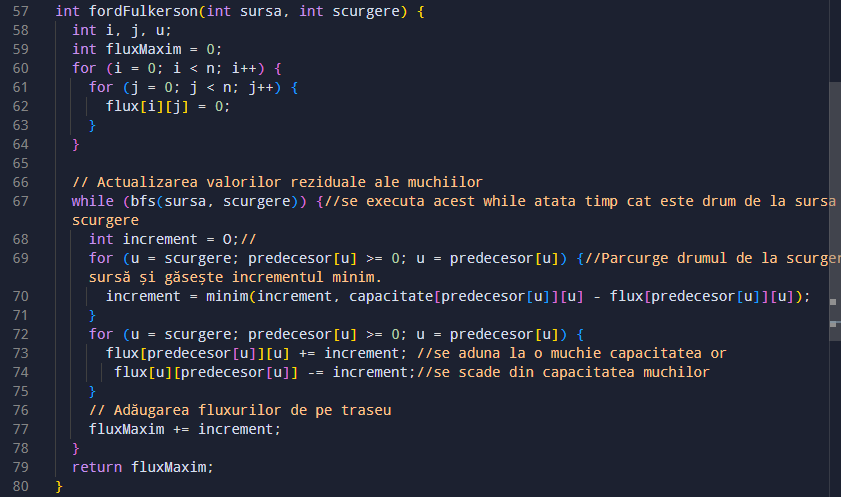 57 int fordFulkerson(int sursa, int scurgere) {
58 int i, j, u;
59 int fluxMaxim = 0;
60 for (i = 0; i < n; i++) {
61 for (j = 0; j < n; j++) {
62 flux[i][j] = 0;
63 }
64 }
65
66 // Actualizarea valorilor reziduale ale muchiilor
67 while (bfs(sursa, scurgere)) {//se executa acest while atata timp cat este drum de la sursa
scurgere
68 int increment = O;//
69 for (u = scurgere; predecesor[u] >= 0; u = predecesor[u]) {//Parcurge drumul de la
sursă și găsește incrementul minim.
70 increment = minim(increment, capacitate[predecesor[u]][u] - flux[predecesor[u]][u]);
71 }
72 for (u = scurgere; predecesor[u] >= 0; u = predecesor[u]) {
73 flux[predecesor[u]][u] += increment; //se aduna la o muchie capacitatea or
74 flux[u][predecesor[u]] -= increment;//se scade din capacitatea muchilor
75 }
76 // Adăugarea fluxurilor de pe traseu
77 fluxMaxim += increment;
78 }
79 return fluxMaxim;
80 }